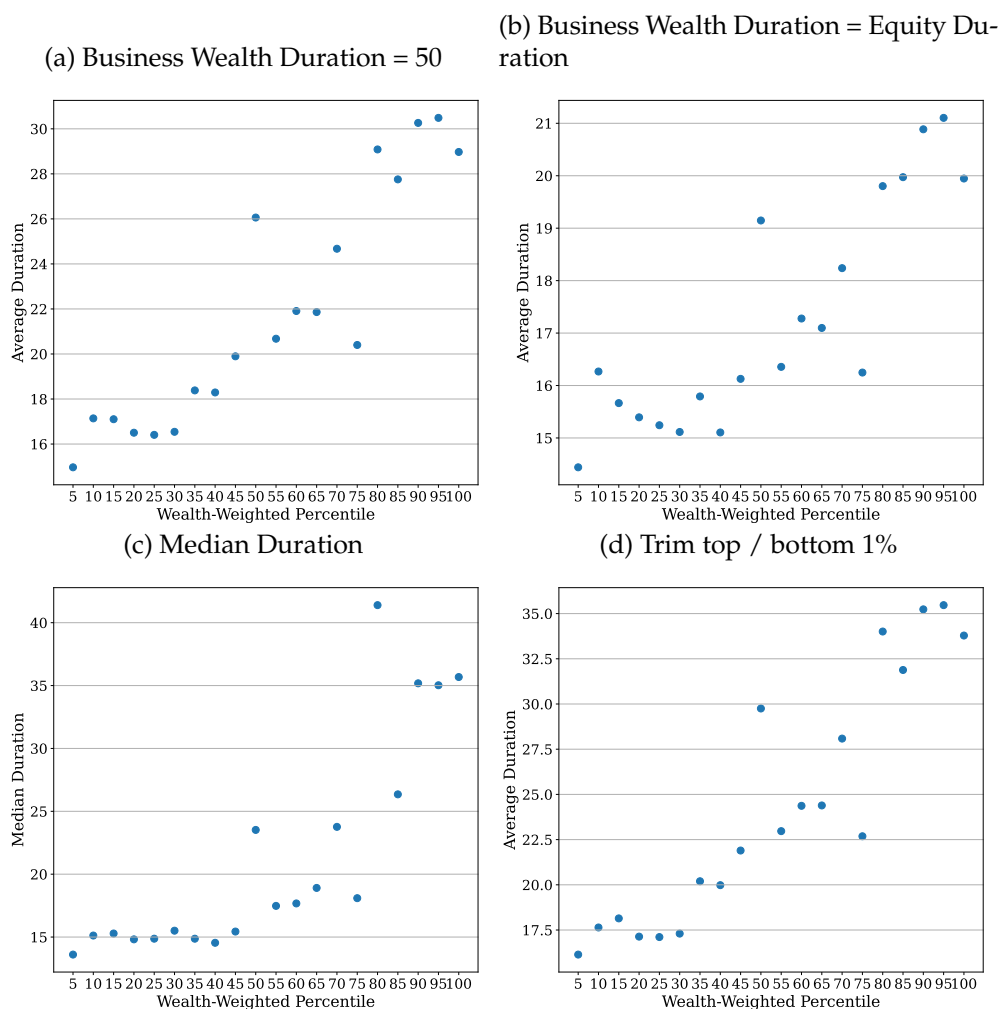 (a) Business Wealth Duration = 50
(b) Business Wealth Duration = Equity Du-
ration
30
28
26
24
22
20
18
16
Average Duration
5 10 15 20 25 30 35 40 45 50 55 60 65 70 75 80 85 90 95 100
Wealth-Weighted Percentile
21
20
19
18
17
16
15
Average Duration
5 10 15 20 25 30 35 40 45 50 55 60 65 70 75 80 85 90 95 100
Wealth-Weighted Percentile
(c) Median Duration
(d) Trim top / bottom 1%
40
35
30
25
20
15
Median Duration
5 10 15 20 25 30 35 40 45 50 55 60 65 70 75 80 85 90 95 100
Wealth-Weighted Percentile
35.0
32.5
30.0
27.5
25.0
22.5
20.0
17.5
Average Duration
5 10 15 20 25 30 35 40 45 50 55 60 65 70 75 80 85 90 95 100
Wealth-Weighted Percentile